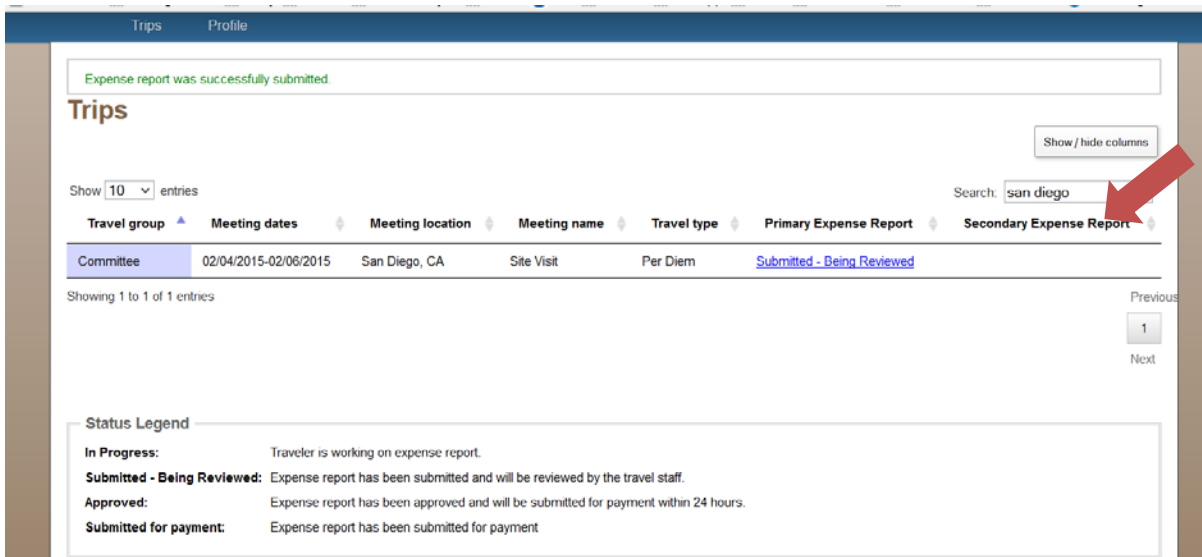 Trips Profile
Expense report was successfully submitted.
Trips
Show / hide columns
Show 10 entries Search: san diego
Travel group Meeting dates Meeting location Meeting name Travel type Primary Expense Report Secondary Expense Report
Committee 02/04/2015-02/06/2015 San Diego, CA Site Visit Per Diem Submitted - Being Reviewed
Showing 1 to 1 of 1 entries Previous
1
Next
Status Legend
In Progress: Traveler is working on expense report.
Submitted - Being Reviewed: Expense report has been submitted and will be reviewed by the travel staff.
Approved: Expense report has been approved and will be submitted for payment within 24 hours.
Submitted for payment: Expense report has been submitted for payment